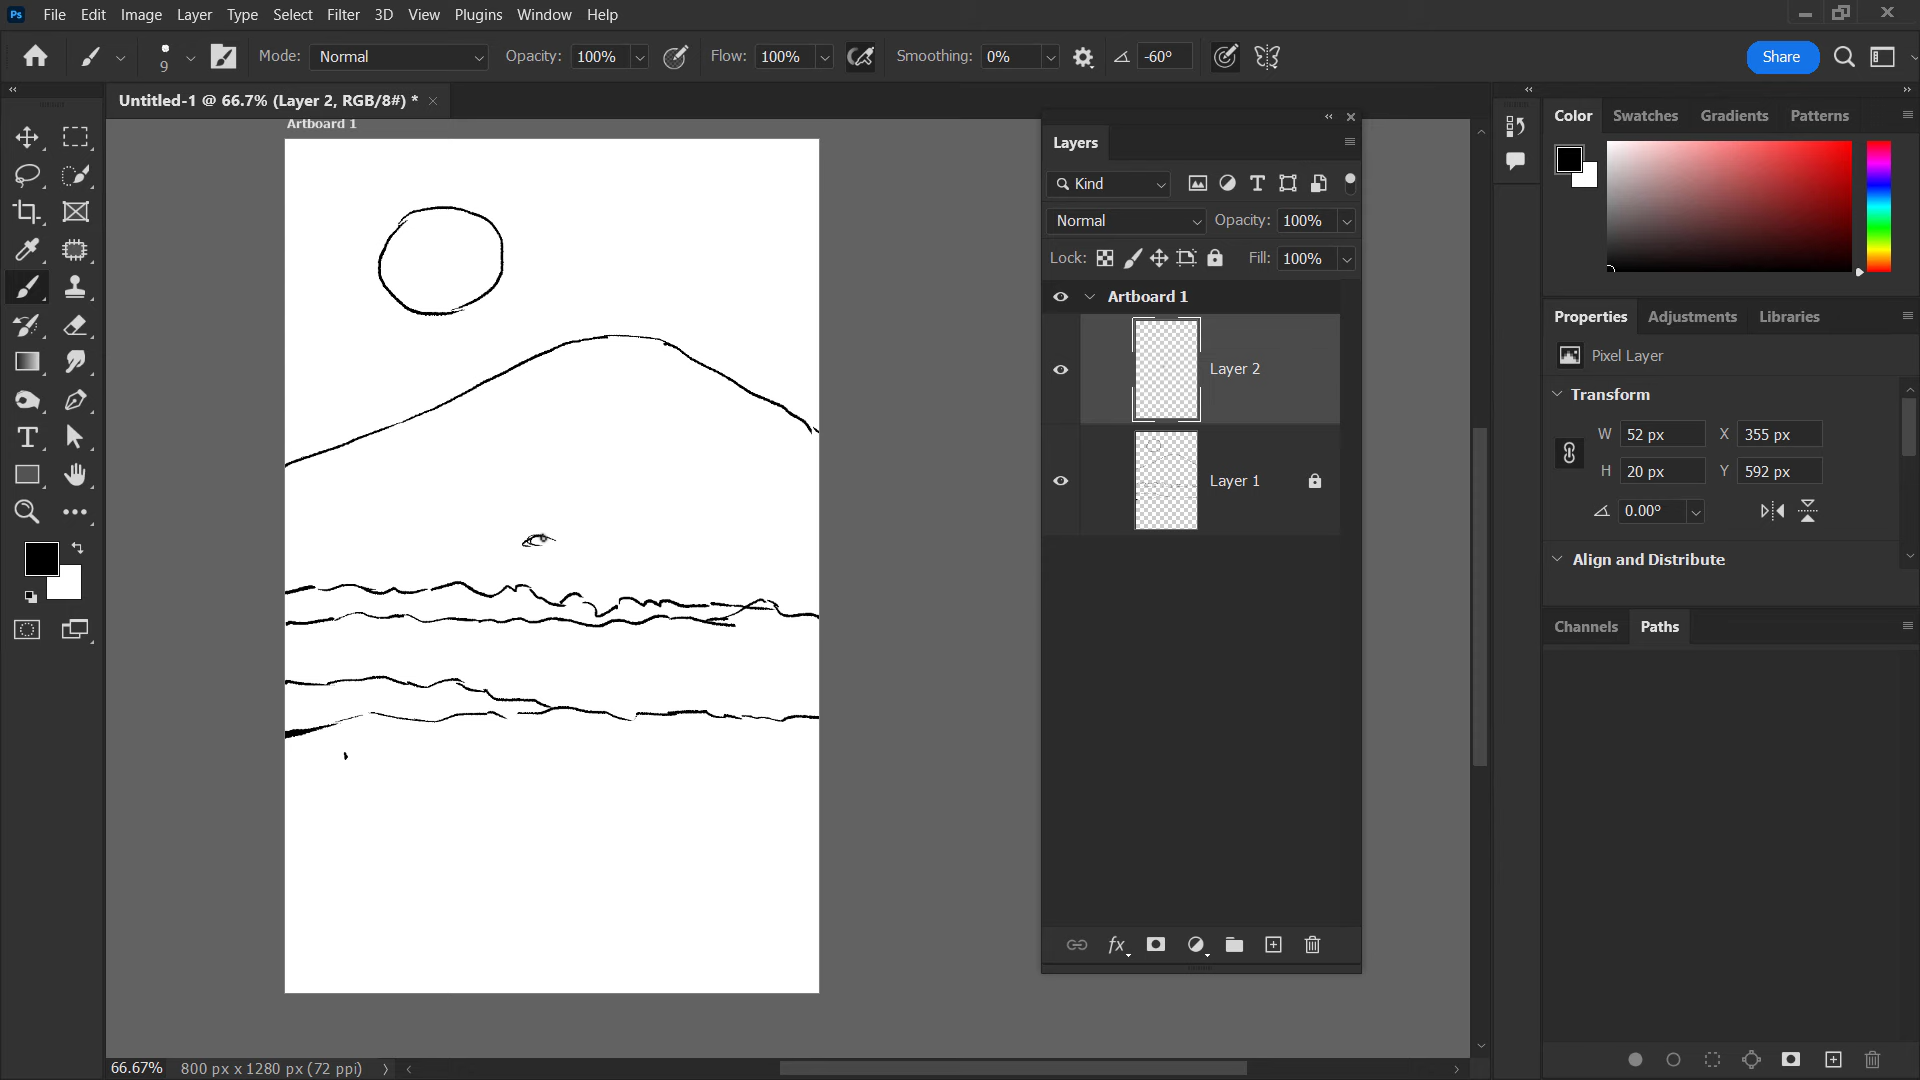 Ps File Edit Image Layer Type Select Filter 3D View Plugins Window Help
9 Mode: Normal Opacity: 100% Flow: 100% Smoothing: 0% -60° Share
Untitled-1 @ 66.7% (Layer 2, RGB/8#) *
Artboard 1
Layers
Kind
Normal Opacity: 100%
Lock: Fill: 100%
Artboard 1
Layer 2
Layer 1
Color Swatches Gradients Patterns
Properties Adjustments Libraries
Pixel Layer
Transform
W 52 px X 355 px
H 20 px Y 592 px
0.00°
Align and Distribute
Channels Paths
66.67% 800 px x 1280 px (72 ppi)